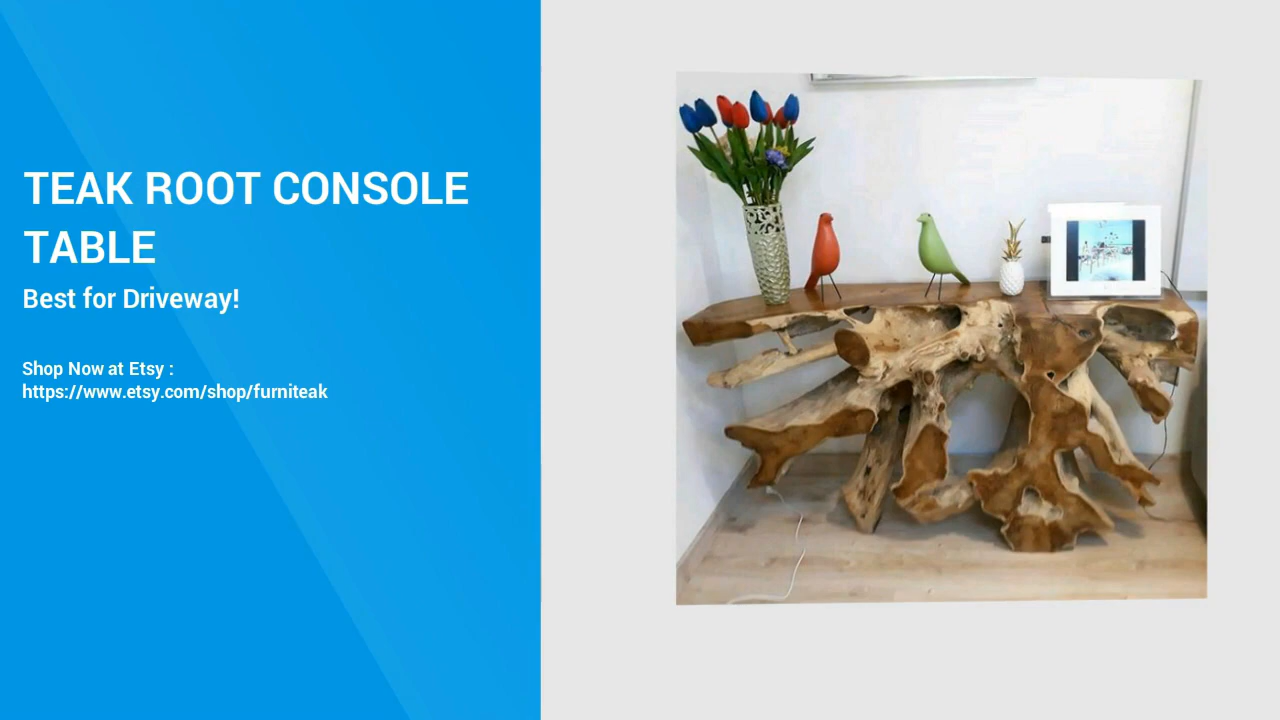 TEAK ROOT CONSOLE
TABLE
Best for Driveway!
Shop Now at Etsy :
https://www.etsy.com/shop/furniteak